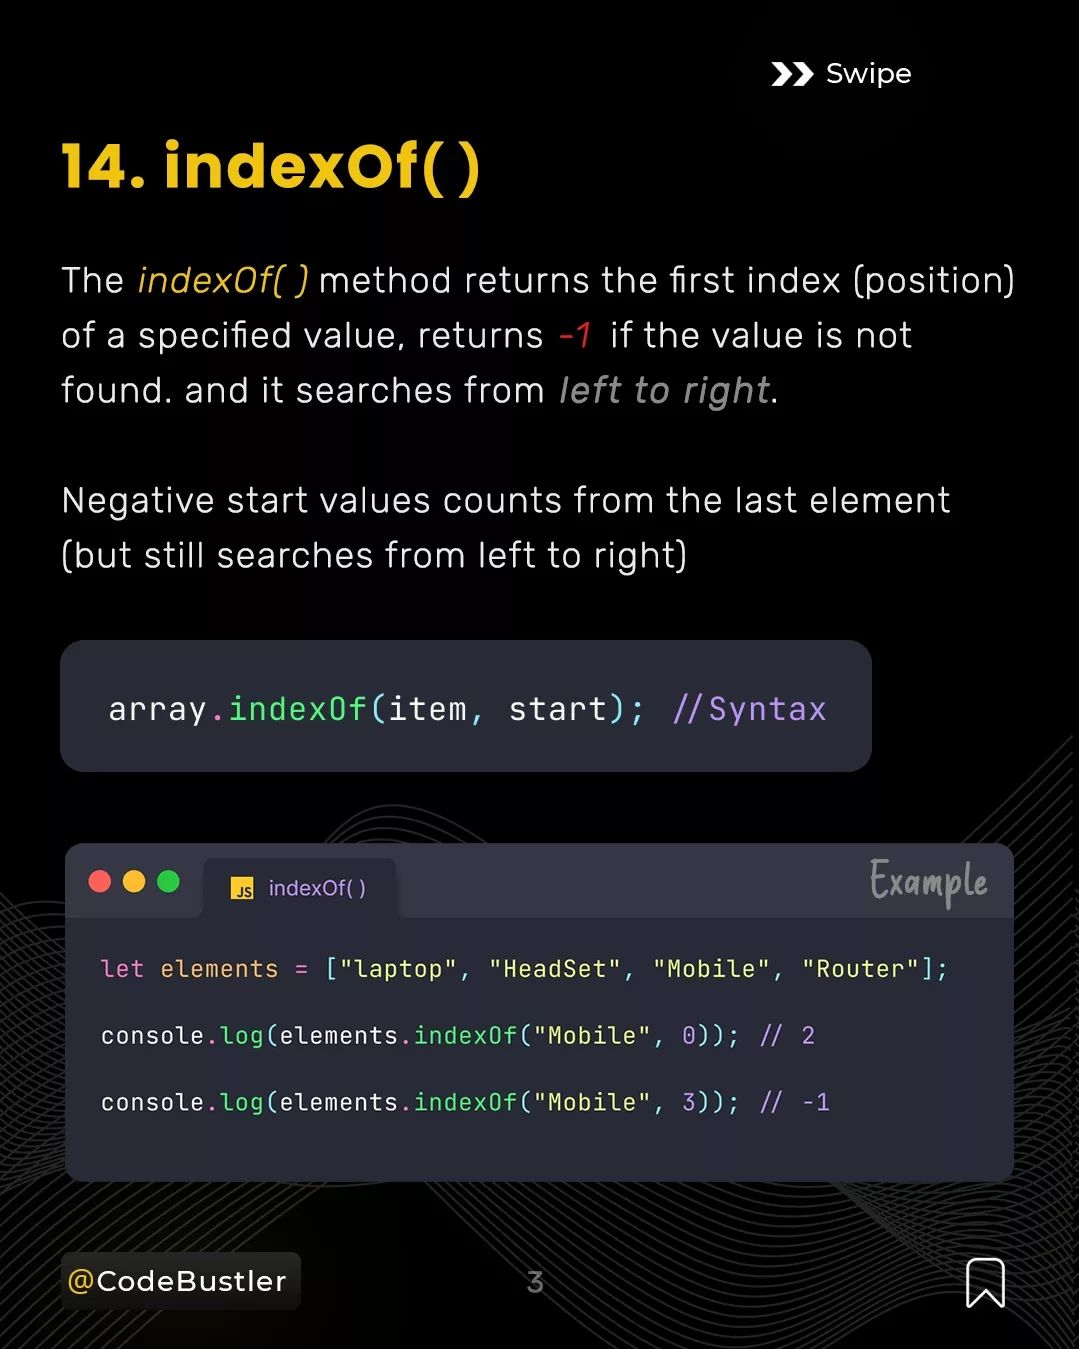 Swipe
14. indexOf( )
The indexOf( ) method returns the first index (position)
of a specified value, returns -1 if the value is not
found. and it searches from left to right.
Negative start values counts from the last element
(but still searches from left to right)
array.indexOf(item, start); //Syntax
JS indexOf( )
Example
let elements = ["laptop", "HeadSet", "Mobile", "Router"];
console.log(elements.indexOf("Mobile", 0)); // 2
console.log(elements.indexOf("Mobile", 3)); // -1
@CodeBustler
3